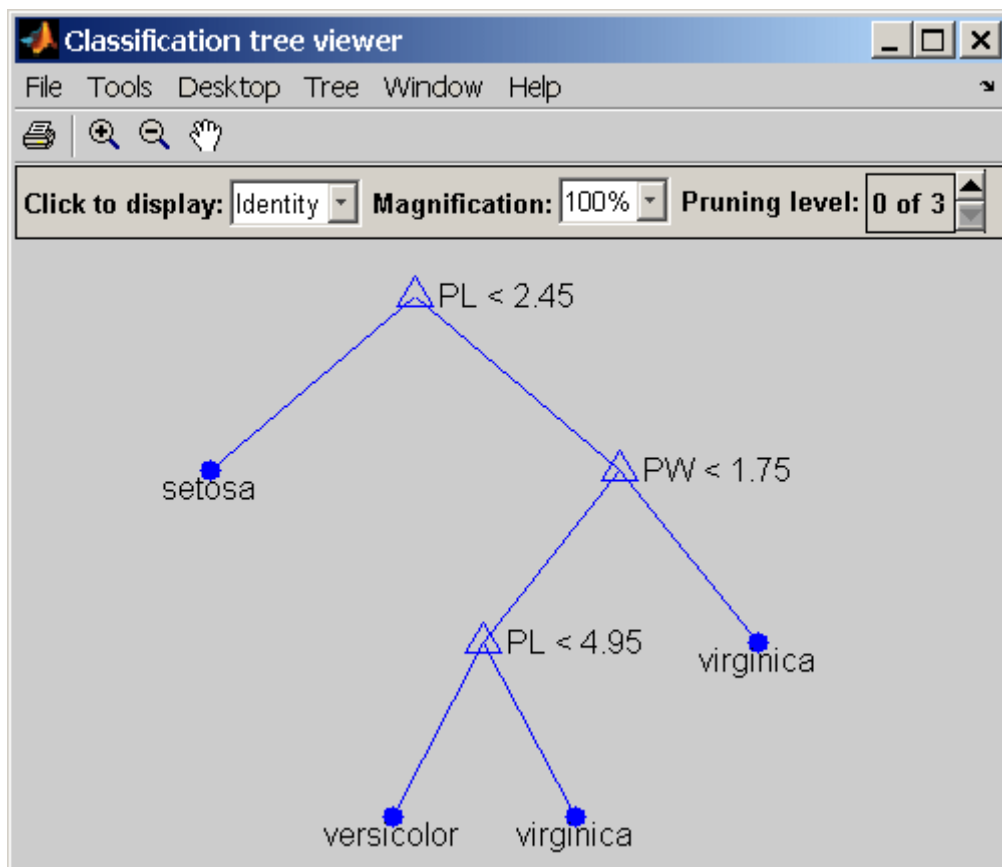 Classification tree viewer
File Tools Desktop Tree Window Help
Click to display: Identity Magnification: 100% Pruning level: 0 of 3
PL < 2.45
setosa
PW < 1.75
PL < 4.95
virginica
versicolor
virginica